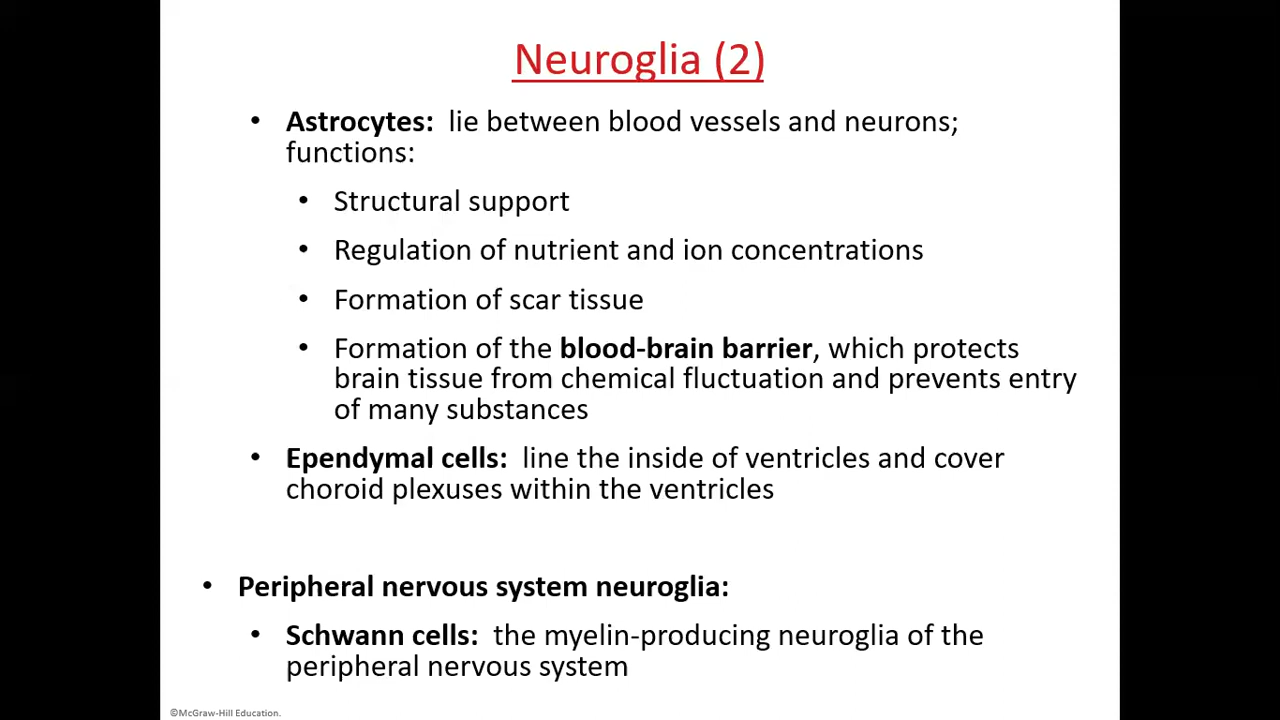 Neuroglia (2)
• Astrocytes: lie between blood vessels and neurons;
functions:
• Structural support
• Regulation of nutrient and ion concentrations
• Formation of scar tissue
• Formation of the blood-brain barrier, which protects
brain tissue from chemical fluctuation and prevents entry
of many substances
• Ependymal cells: line the inside of ventricles and cover
choroid plexuses within the ventricles
• Peripheral nervous system neuroglia:
• Schwann cells: the myelin-producing neuroglia of the
peripheral nervous system
©McGraw-Hill Education.